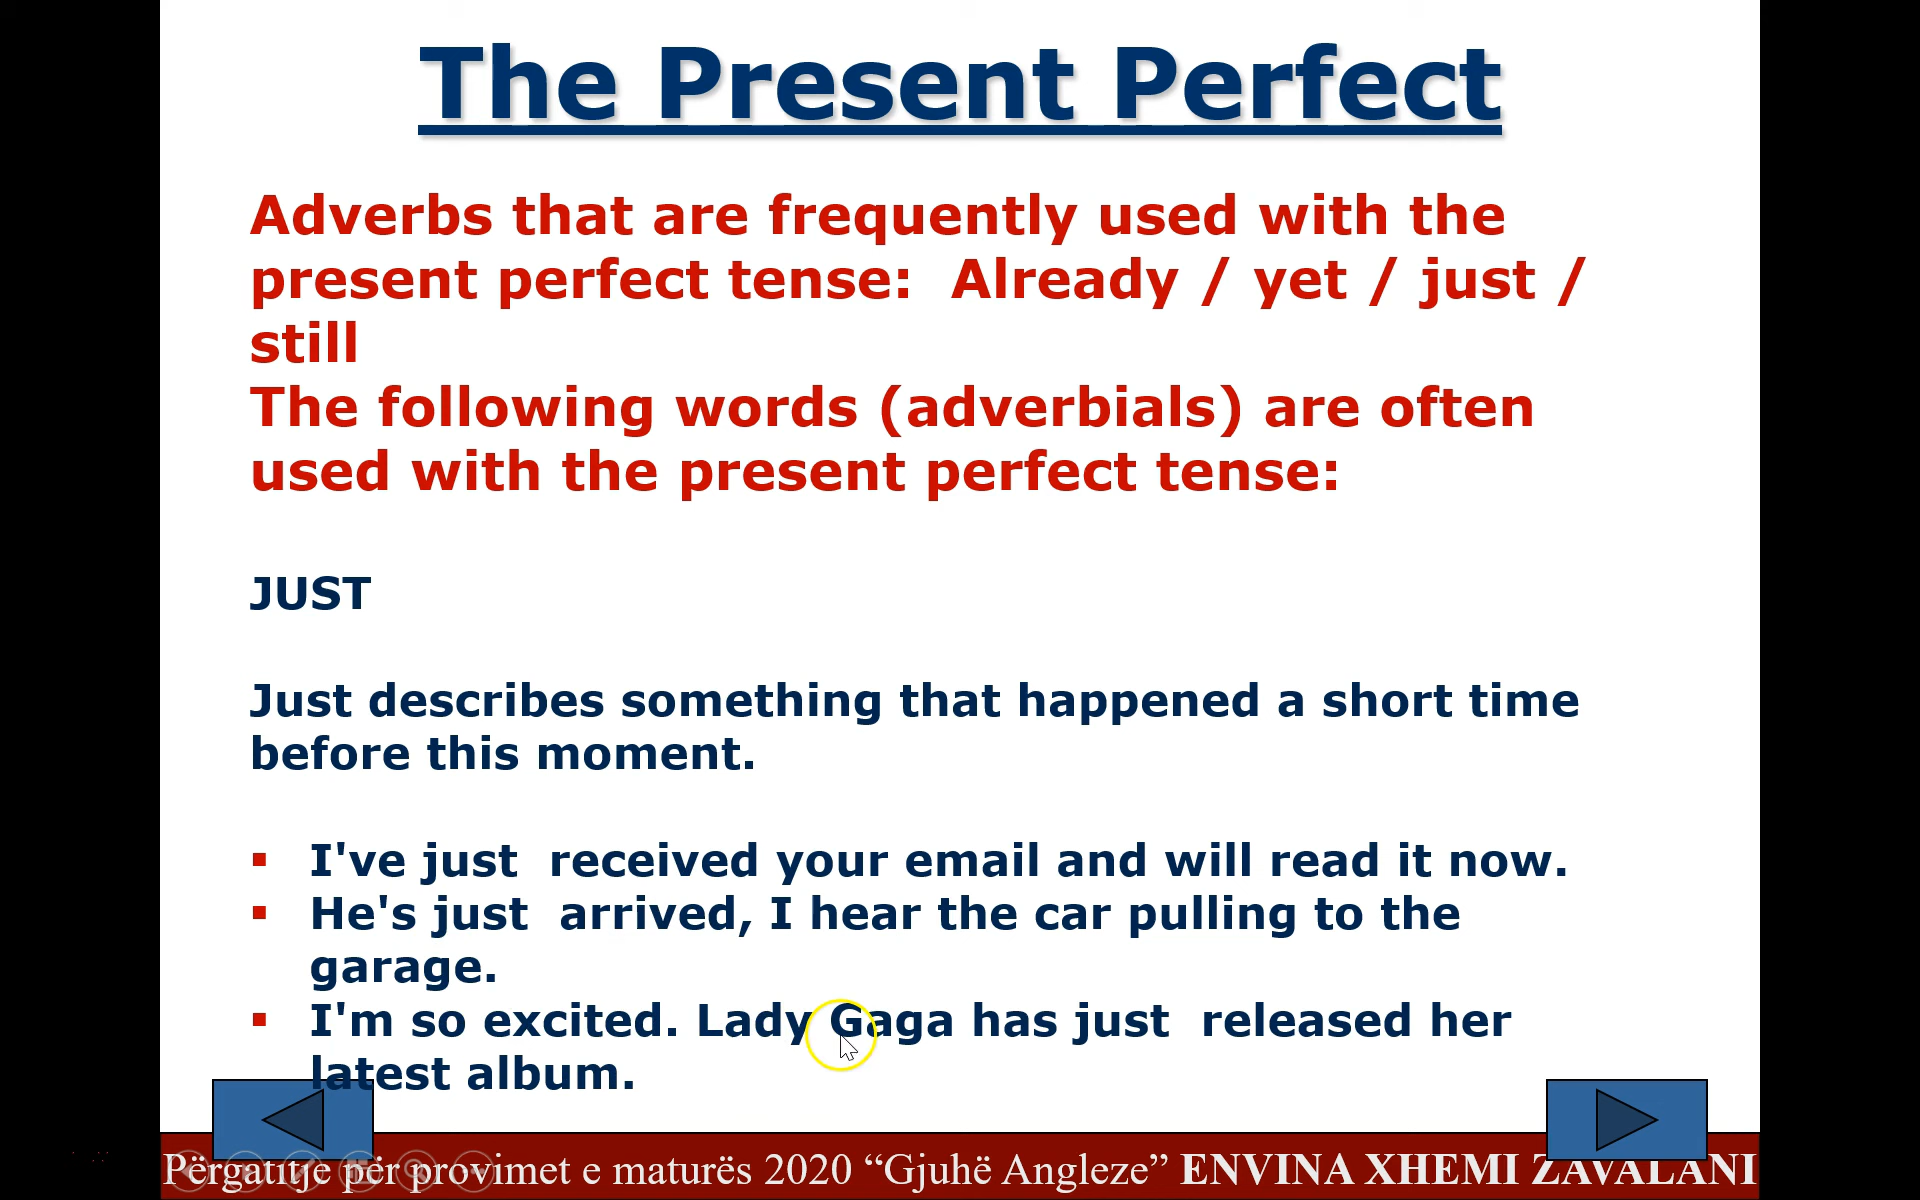 The Present Perfect
Adverbs that are frequently used with the
present perfect tense:  Already / yet / just /
still
The following words (adverbials) are often
used with the present perfect tense:
JUST
Just describes something that happened a short time
before this moment.
▪ I've just  received your email and will read it now.
▪ He's just  arrived, I hear the car pulling to the
garage.
▪ I'm so excited. Lady Gaga has just  released her
latest album.
Përgatitje për provimet e maturës 2020 “Gjuhë Angleze” ENVINA XHEMI ZAVALANI